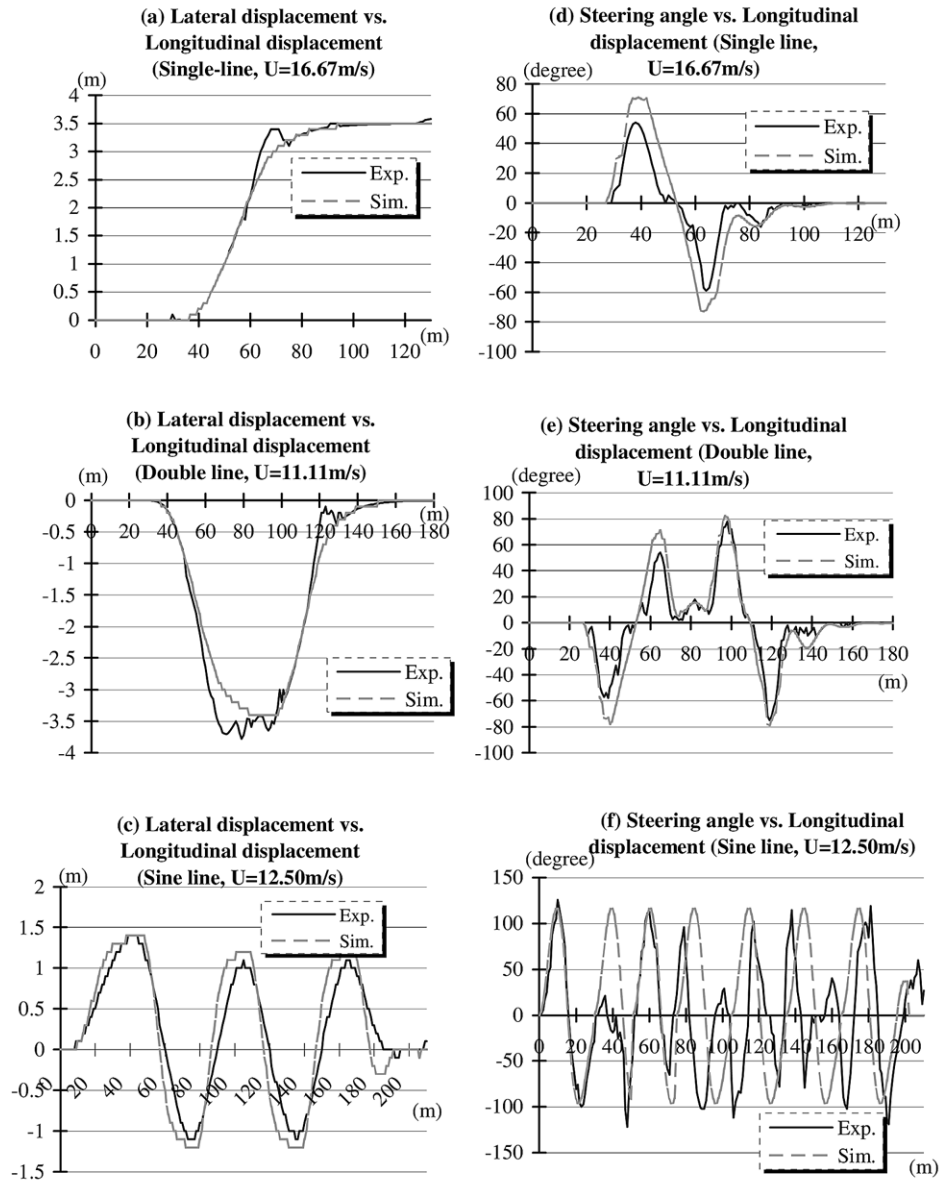 (a) Lateral displacement vs.
Longitudinal displacement
(Single-line, U=16.67m/s)
(m)
4
3.5
3
2.5
2
1.5
1
0.5
0
Exp.
Sim.
(m)
0 20 40 60 80 100 120
(d) Steering angle vs. Longitudinal
displacement (Single line,
U=16.67m/s)
(degree)
80
60
40
20
0
-20
-40
-60
-80
-100
Exp.
Sim.
0 20 40 60 80 100 120
(m)
(b) Lateral displacement vs.
Longitudinal displacement
(Double line, U=11.11m/s)
(m)
0
-0.5
-1
-1.5
-2
-2.5
-3
-3.5
-4
0 20 40 60 80 100 120 140 160 180
(m)
Exp.
Sim.
(e) Steering angle vs. Longitudinal
displacement (Double line,
U=11.11m/s)
(degree)
100
80
60
40
20
0
-20
-40
-60
-80
-100
Exp.
Sim.
0 20 40 60 80 100 120 140 160 180
(m)
(c) Lateral displacement vs.
Longitudinal displacement
(Sine line, U=12.50m/s)
(m)
2
1.5
1
0.5
0
-0.5
-1
-1.5
Exp.
Sim.
0 20 40 60 80 100 120 140 160 180 200
(m)
(f) Steering angle vs. Longitudinal
displacement (Sine line, U=12.50m/s)
(degree)
150
100
50
0
-50
-100
-150
0 20 40 60 80 100 120 140 160 180 200
Exp.
Sim.
(m)